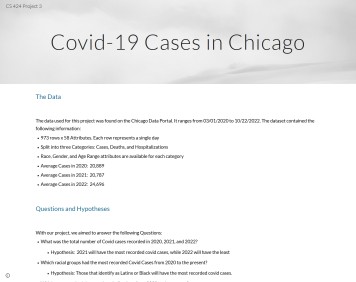 CS 424 Project 3
Covid-19 Cases in Chicago
The Data
The data used for this project was found on the Chicago Data Portal. It ranges from 03/01/2020 to 10/22/2022. The dataset contained the
following information:
• 973 rows x 58 Attributes. Each row represents a single day
• Split into three Categories: Cases, Deaths, and Hospitalizations
• Race, Gender, and Age Range attributes are available for each category
• Average Cases in 2020: 20,889
• Average Cases in 2021: 20,787
• Average Cases in 2022: 24,696
Questions and Hypotheses
With our project, we aimed to answer the following Questions:
• What was the total number of Covid cases recorded in 2020, 2021, and 2022?
• Hypothesis: 2021 will have the most recorded covid cases, while 2022 will have the least
• Which racial groups had the most recorded Covid Cases from 2020 to the present?
• Hypothesis: Those that identify as Latinx or Black will have the most recorded covid cases.